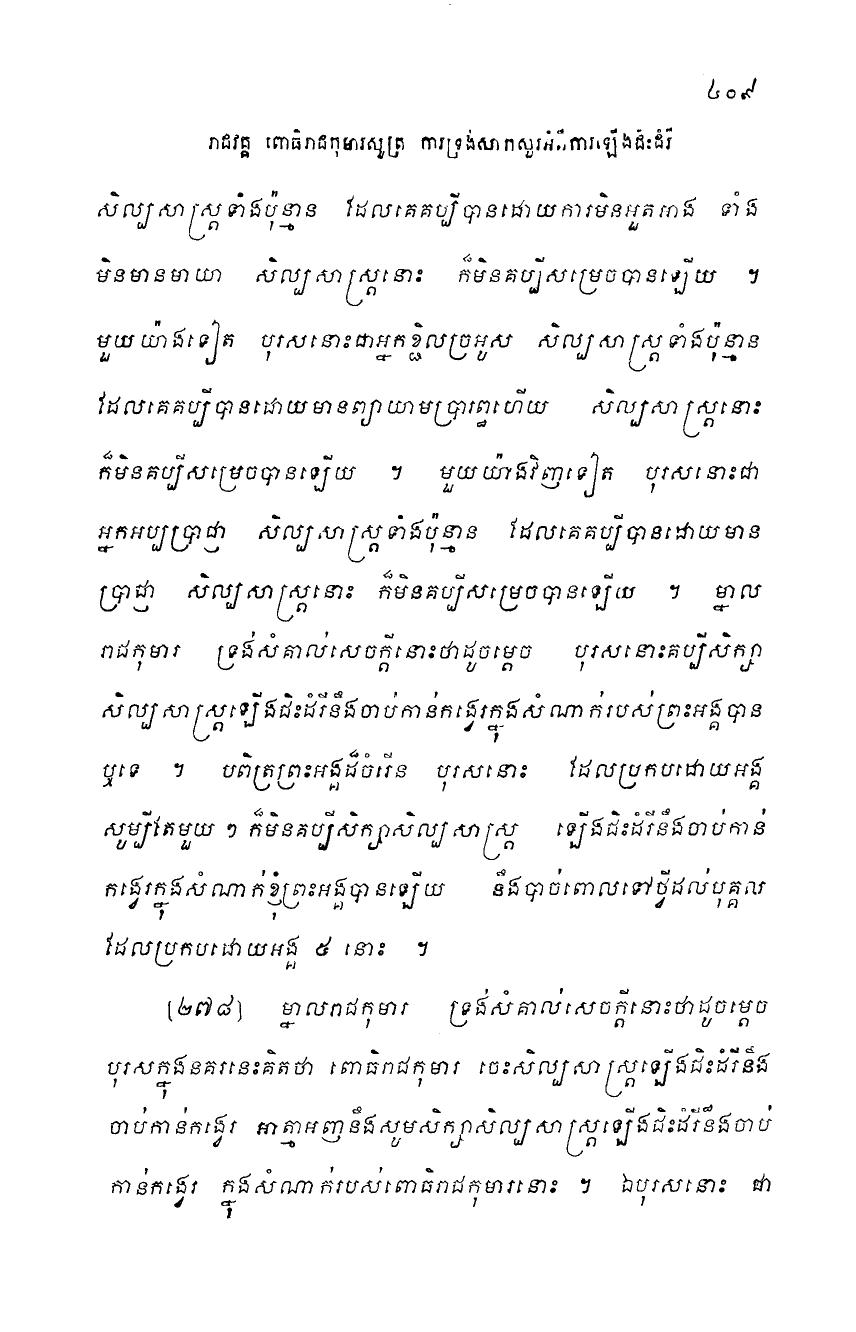 ៤០៩
រាជវគ្គ ពោធិរាជកុមារសូត្រ ការទ្រង់សាកសួរអំពីការឡើងជិះដំរី
សិល្បសាស្ត្រទាំងប៉ុន្មាន ដែលគេគប្បីបានដោយការមិនអួតអាង ទាំង
មិនមានមាយា សិល្បសាស្ត្រនោះ ក៏មិនគប្បីសម្រេចបានឡើយ ។
មួយយ៉ាងទៀត បុរសនោះជាអ្នកខ្ជិលច្រអូស សិល្បសាស្ត្រទាំងប៉ុន្មាន
ដែលគេគប្បីបានដោយមានព្យាយាមប្រារព្ធហើយ សិល្បសាស្ត្រនោះ
ក៏មិនគប្បីសម្រេចបានឡើយ ។ មួយយ៉ាងវិញទៀត បុរសនោះជា
អ្នកអប្បប្រាជ្ញា សិល្បសាស្ត្រទាំងប៉ុន្មាន ដែលគេគប្បីបានដោយមាន
ប្រាជ្ញា សិល្បសាស្ត្រនោះ ក៏មិនគប្បីសម្រេចបានឡើយ ។ ម្នាល
រាជកុមារ ទ្រង់សំគាល់សេចក្តីនោះថាដូចម្តេច បុរសនោះគប្បីសិក្សា
សិល្បសាស្ត្រឡើងជិះដំរីនឹងចាប់កាន់កង្វេរក្នុងសំណាក់របស់ព្រះអង្គបាន
ឬទេ ។ បពិត្រព្រះអង្គដ៏ចំរើន បុរសនោះ ដែលប្រកបដោយអង្គ
សូម្បីតែមួយ ៗ ក៏មិនគប្បីសិក្សាសិល្បសាស្ត្រ ឡើងជិះដំរីនឹងចាប់កាន់
កង្វេរក្នុងសំណាក់ខ្ញុំព្រះអង្គបានឡើយ នឹងបាច់ពោលទៅថ្វីដល់បុគ្គល
ដែលប្រកបដោយអង្គ ៥ នោះ ។
[២៧៨] ម្នាលរាជកុមារ ទ្រង់សំគាល់សេចក្តីនោះថាដូចម្តេច
បុរសក្នុងនគរនេះគិតថា ពោធិរាជកុមារ ចេះសិល្បសាស្ត្រឡើងជិះដំរីនឹង
ចាប់កាន់កង្វេរ អាត្មាអញនឹងសូមសិក្សាសិល្បសាស្ត្រឡើងជិះដំរីនឹងចាប់
កាន់កង្វេរ ក្នុងសំណាក់របស់ពោធិរាជកុមារនោះ ។ ឯបុរសនោះ ជា